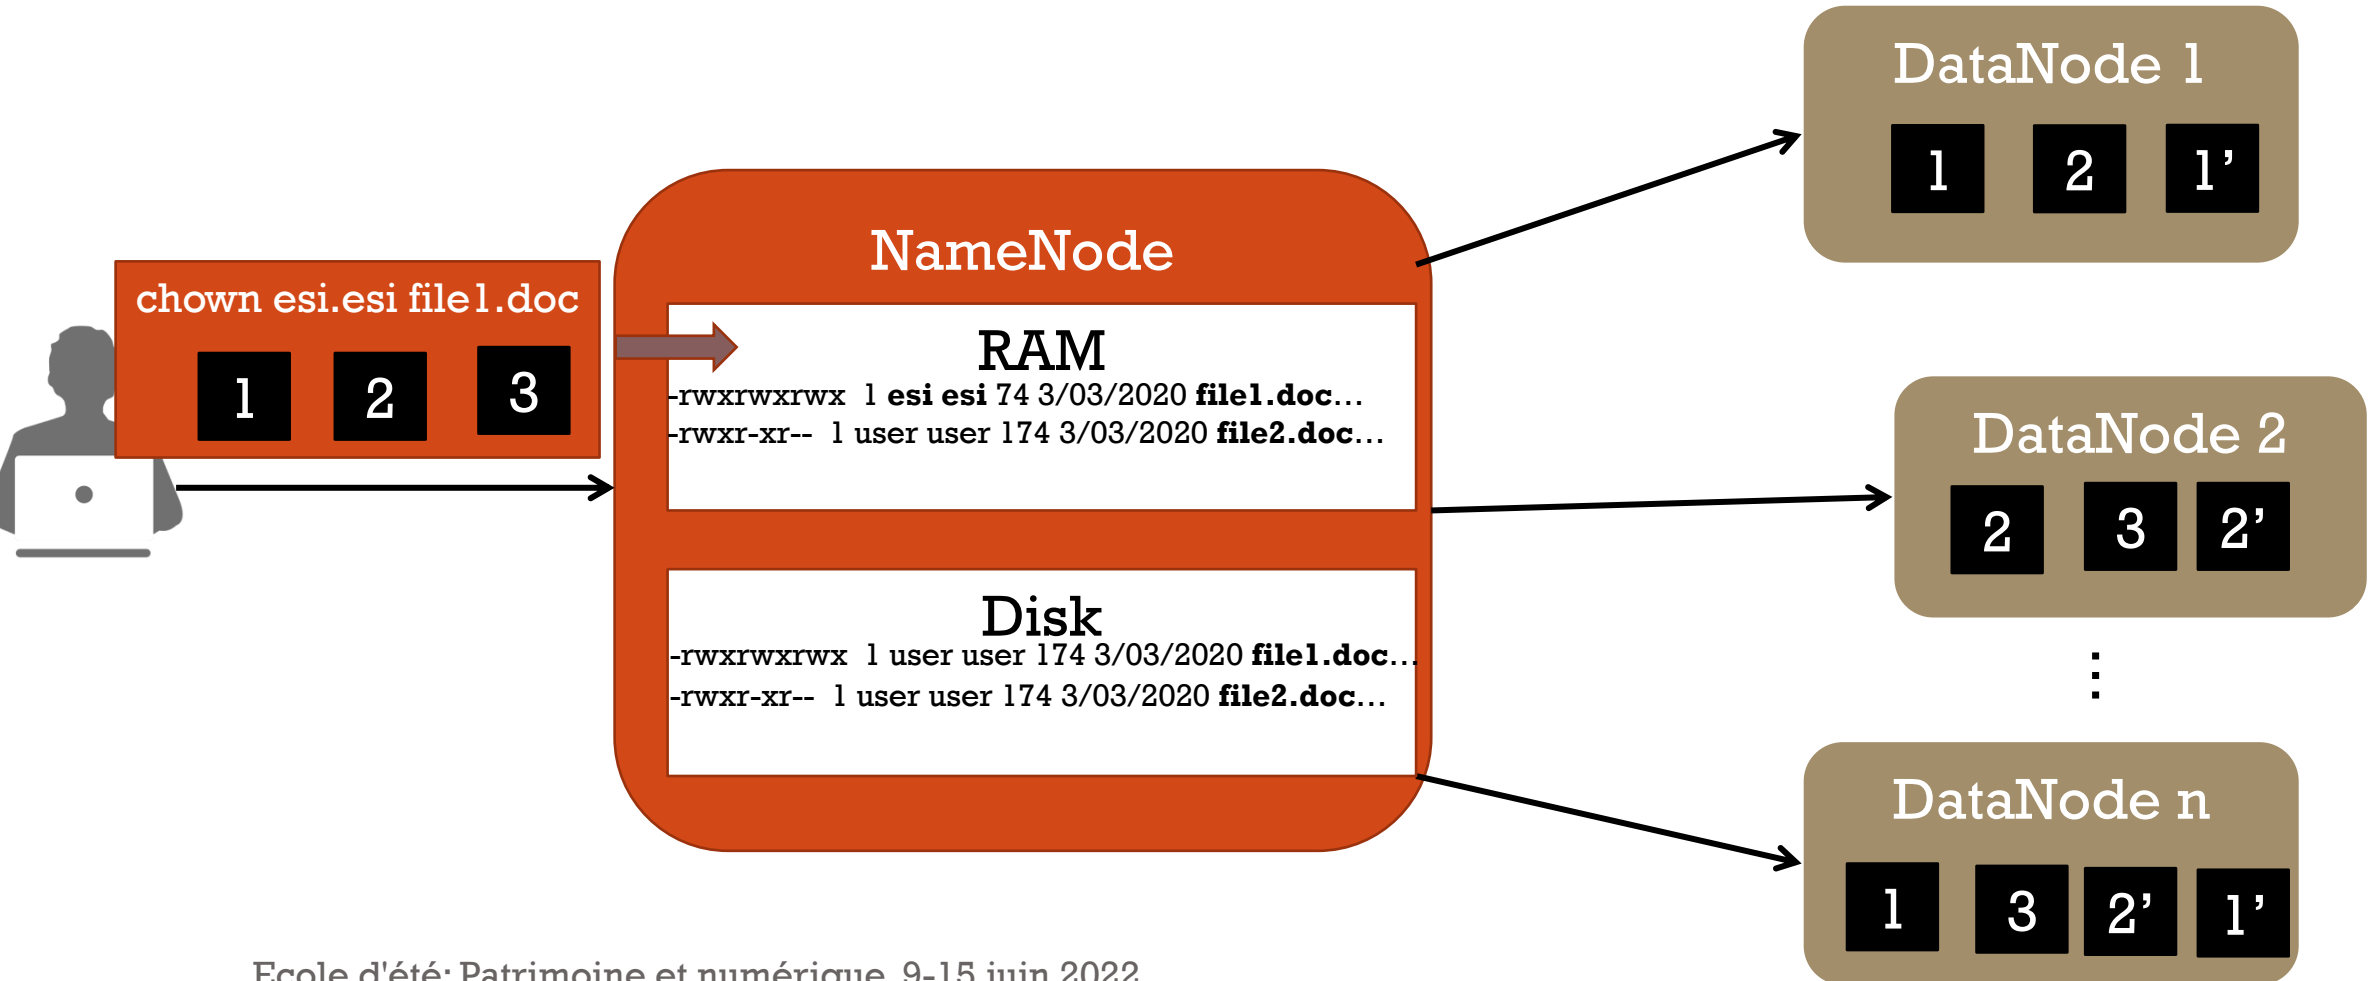 chown esi.esi file1.doc
1 2 3
NameNode
RAM
-rwxrwxrwx 1 esi esi 74 3/03/2020 file1.doc...
-rwxr-xr-- 1 user user 174 3/03/2020 file2.doc...
Disk
-rwxrwxrwx 1 user user 174 3/03/2020 file1.doc...
-rwxr-xr-- 1 user user 174 3/03/2020 file2.doc...
DataNode 1
1 2 1’
DataNode 2
2 3 2’
⋮
DataNode n
1 3 2’ 1’
Ecole d'été: Patrimoine et numérique 9-15 juin 2022